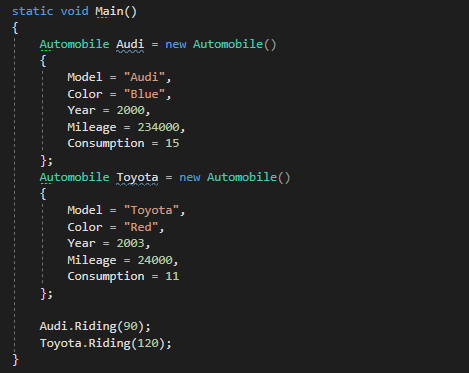 static void Main()
{
    Automobile Audi = new Automobile()
    {
        Model = "Audi",
        Color = "Blue",
        Year = 2000,
        Mileage = 234000,
        Consumption = 15
    };
    Automobile Toyota = new Automobile()
    {
        Model = "Toyota",
        Color = "Red",
        Year = 2003,
        Mileage = 24000,
        Consumption = 11
    };

    Audi.Riding(90);
    Toyota.Riding(120);
}